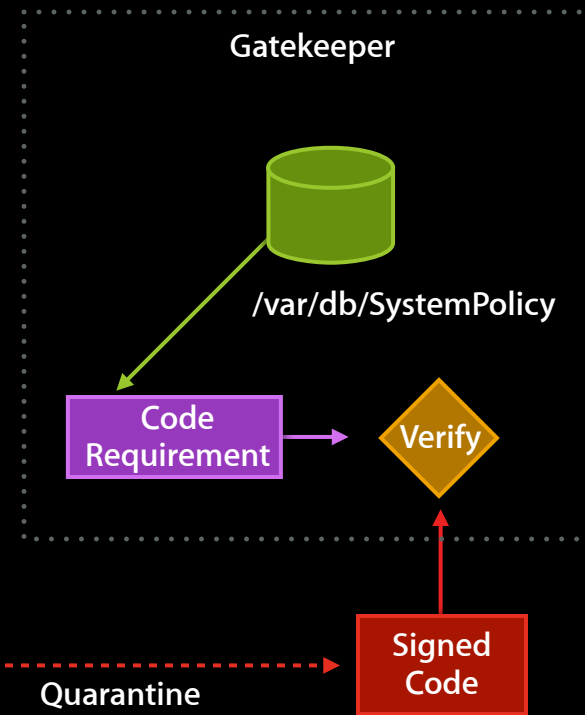 Gatekeeper
/var/db/SystemPolicy
Code
Requirement
Verify
Signed
Code
Quarantine